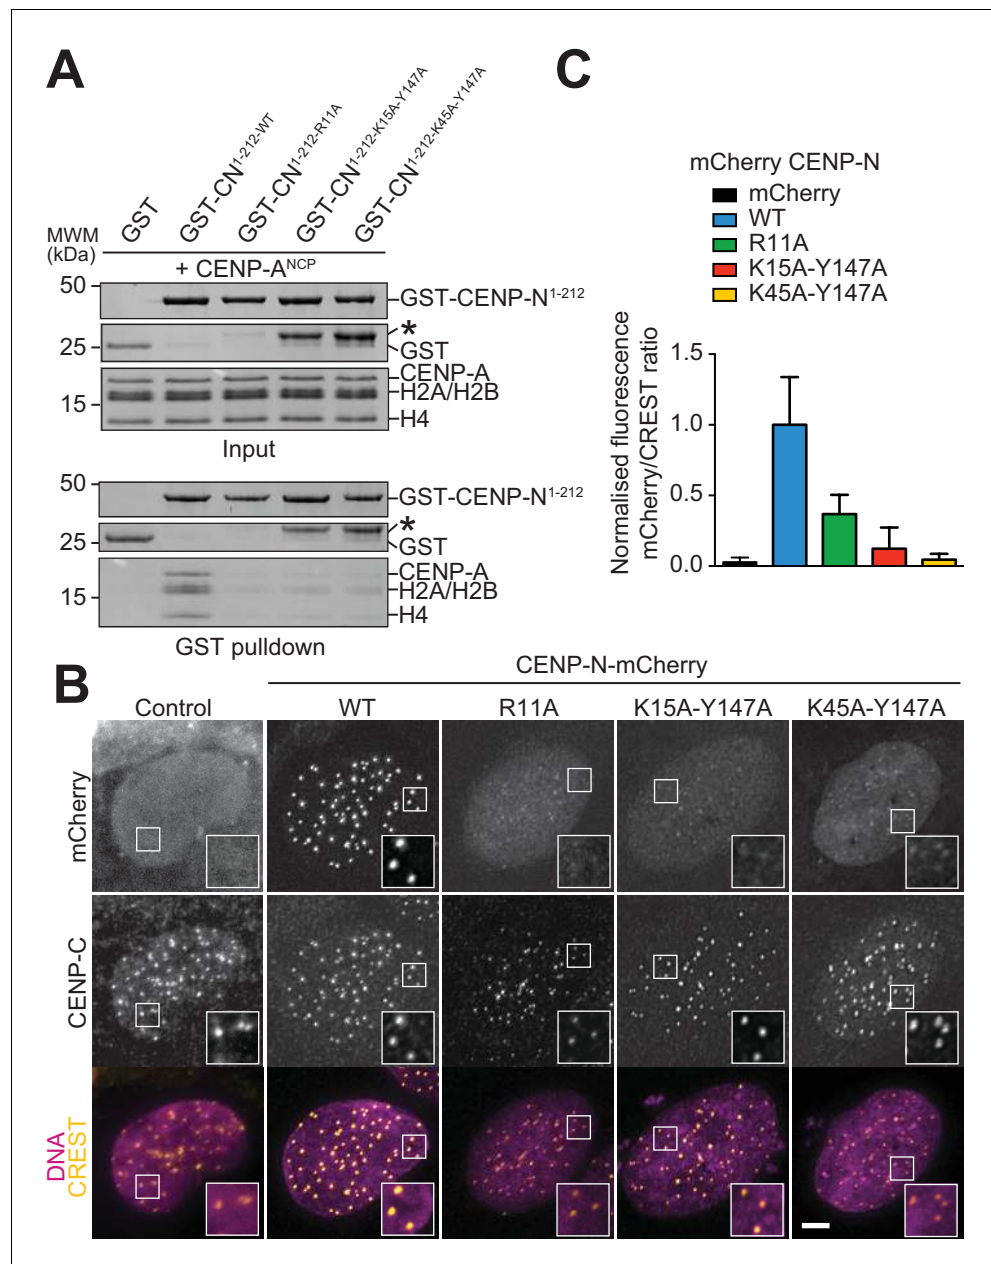 A
GST
GST-CN1-212-WT
GST-CN1-212-R11A
GST-CN1-212-K15A-Y147A
GST-CN1-212-K45A-Y147A
MWM
(kDa)
+ CENP-ANCP
50
GST-CENP-N1-212
*
25
GST
CENP-A
H2A/H2B
15
H4
Input
50
GST-CENP-N1-212
*
25
GST
CENP-A
H2A/H2B
15
H4
GST pulldown
C
mCherry CENP-N
mCherry
WT
R11A
K15A-Y147A
K45A-Y147A
Normalised fluorescence
mCherry/CREST ratio
1.5
1.0
0.5
0.0
B
CENP-N-mCherry
Control
WT
R11A
K15A-Y147A
K45A-Y147A
mCherry
CENP-C
DNA
CREST